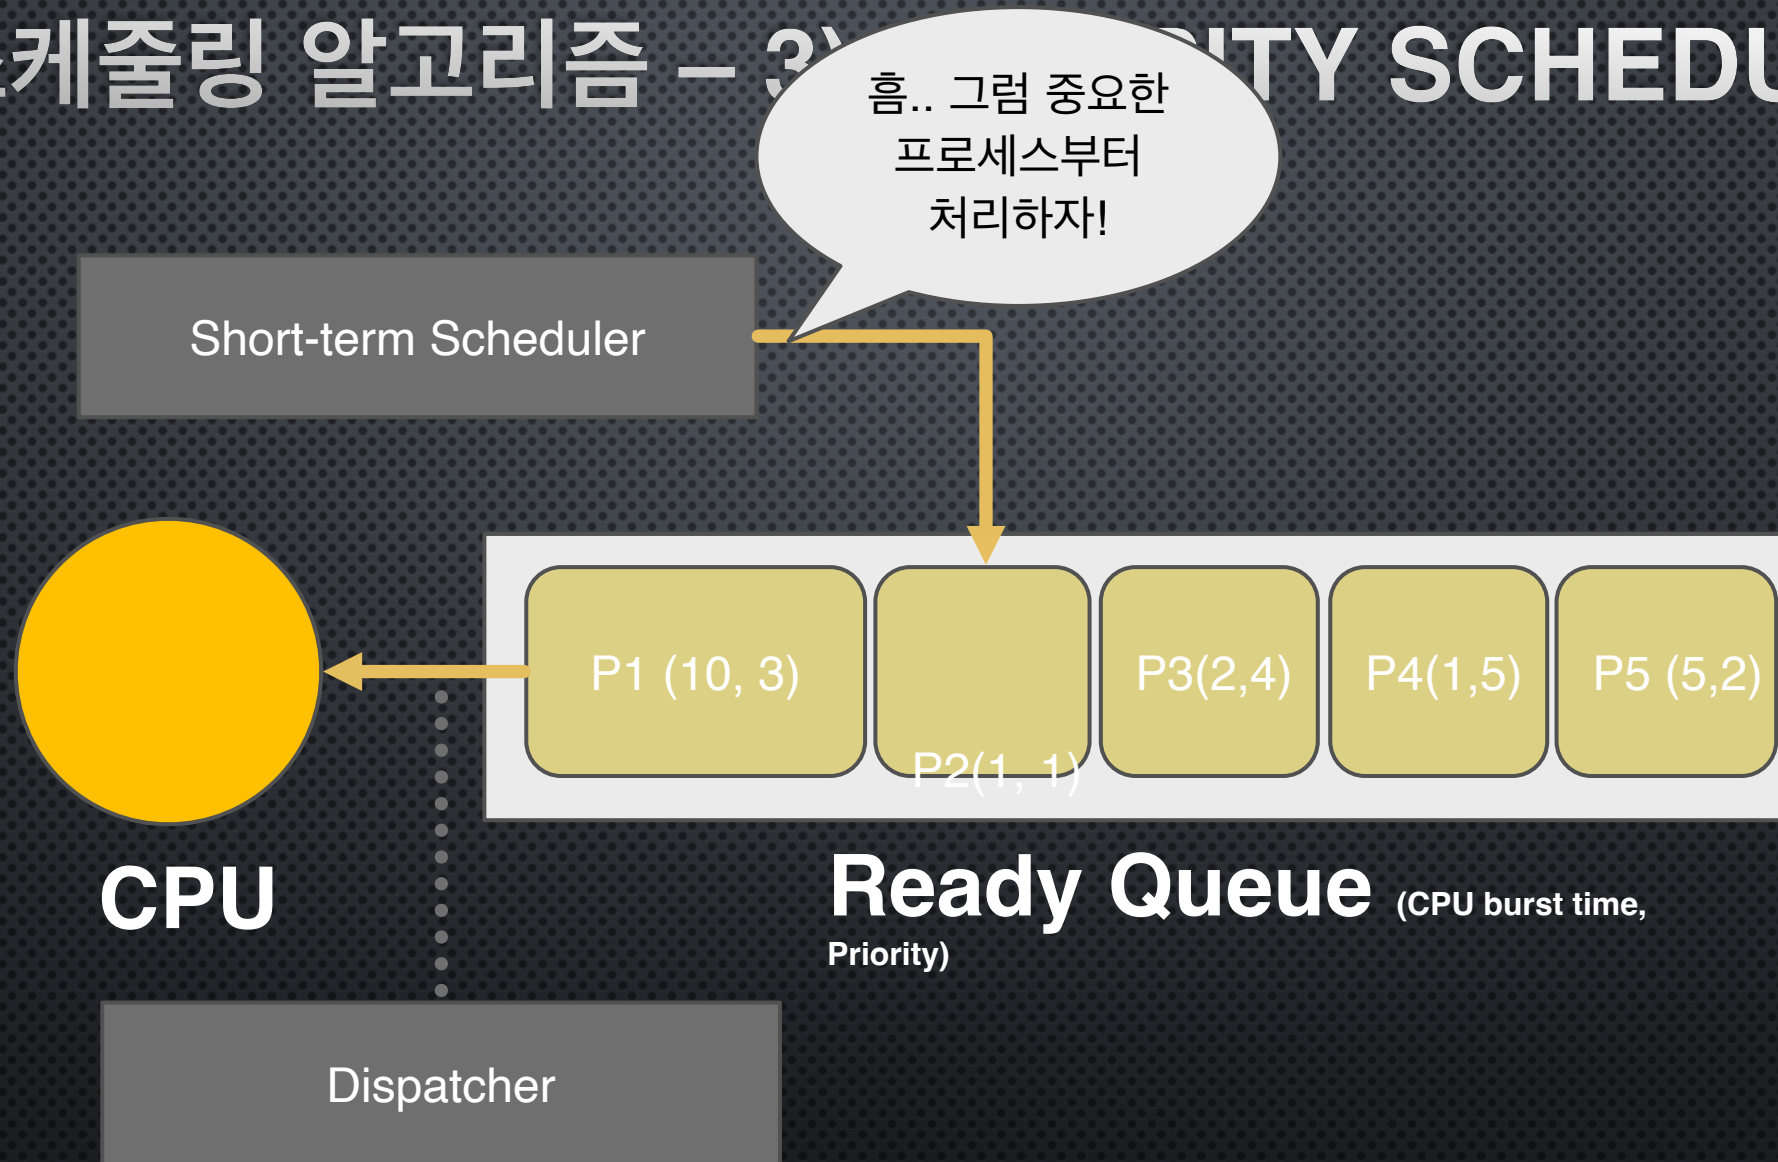 케줄링 알고리즘 – 3) ITY SCHEDU
흠.. 그럼 중요한
프로세스부터
처리하자!
Short-term Scheduler
P1 (10, 3)
P2(1, 1)
P3(2,4)
P4(1,5)
P5 (5,2)
CPU
Ready Queue (CPU burst time,
Priority)
Dispatcher